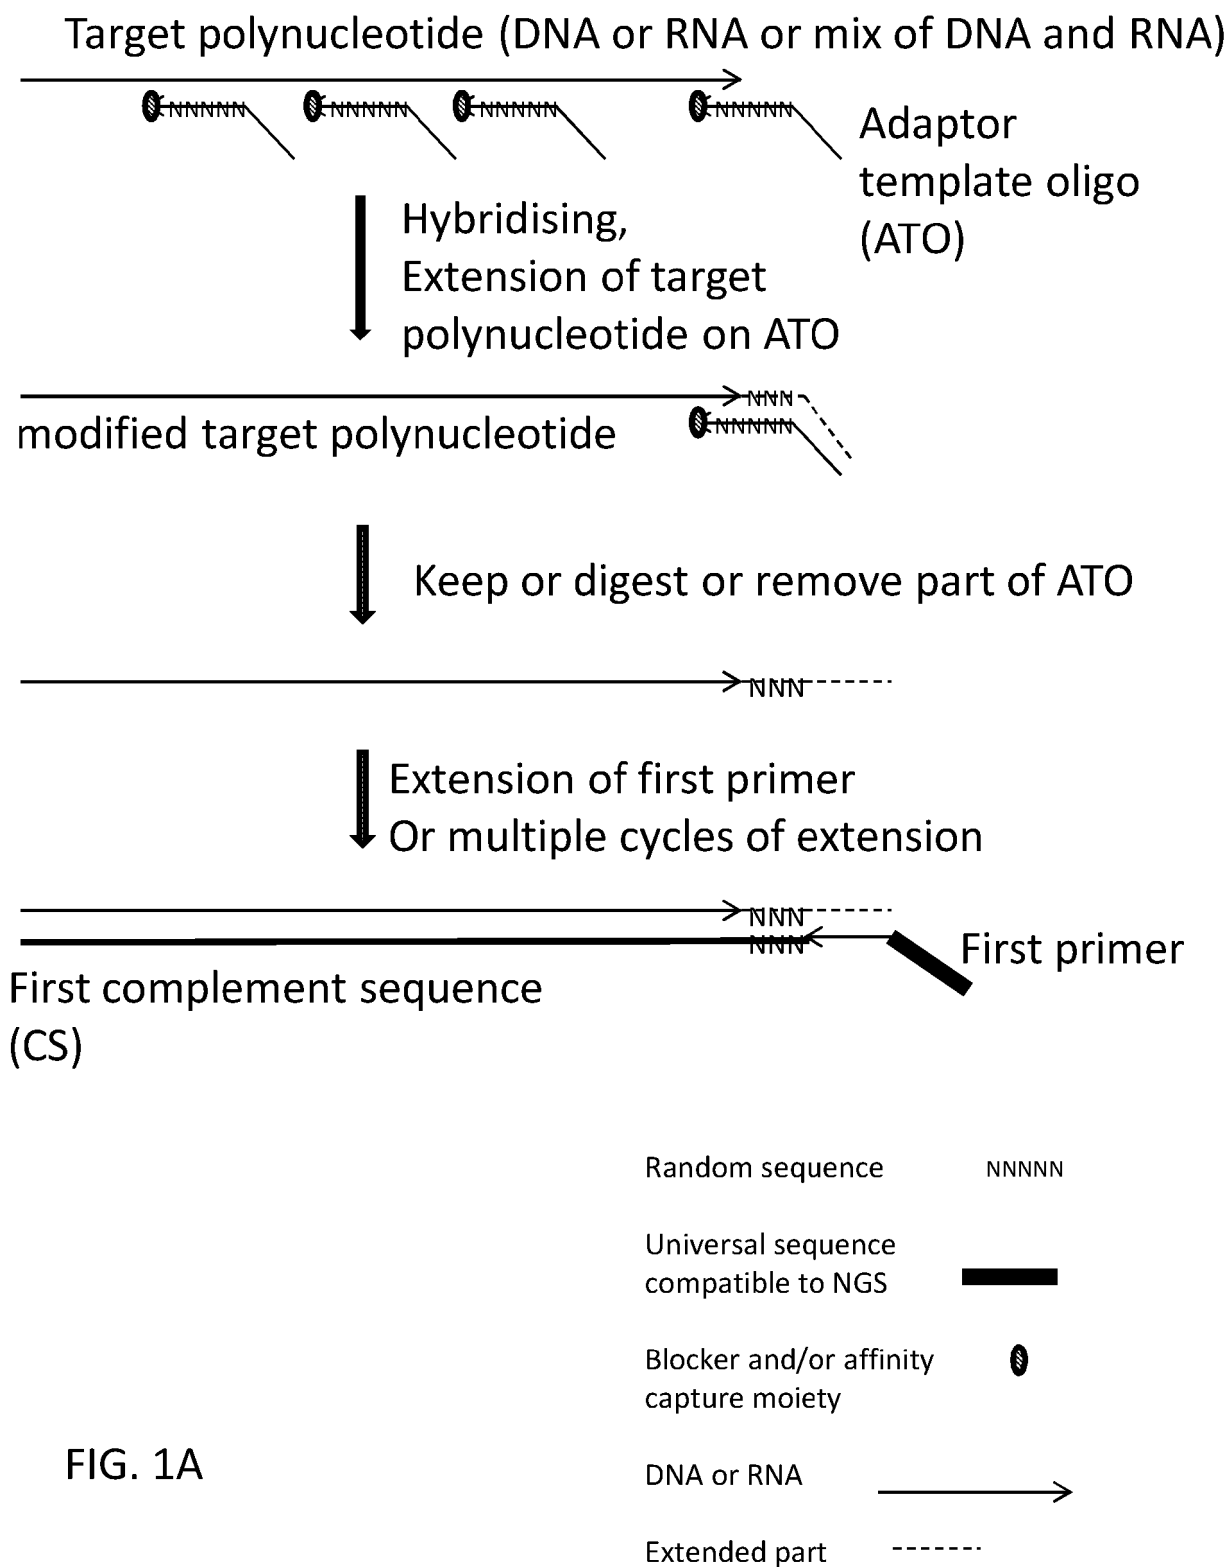 Target polynucleotide (DNA or RNA or mix of DNA and RNA)
NNNNN NNNNN NNNNN NNNNN
Adaptor
template oligo
(ATO)
Hybridising,
Extension of target
polynucleotide on ATO
NNN
NNNNN
modified target polynucleotide
Keep or digest or remove part of ATO
NNN
Extension of first primer
Or multiple cycles of extension
NNN
NNN
First primer
First complement sequence
(CS)
Random sequence NNNNN
Universal sequence
compatible to NGS
Blocker and/or affinity
capture moiety
FIG. 1A
DNA or RNA
Extended part